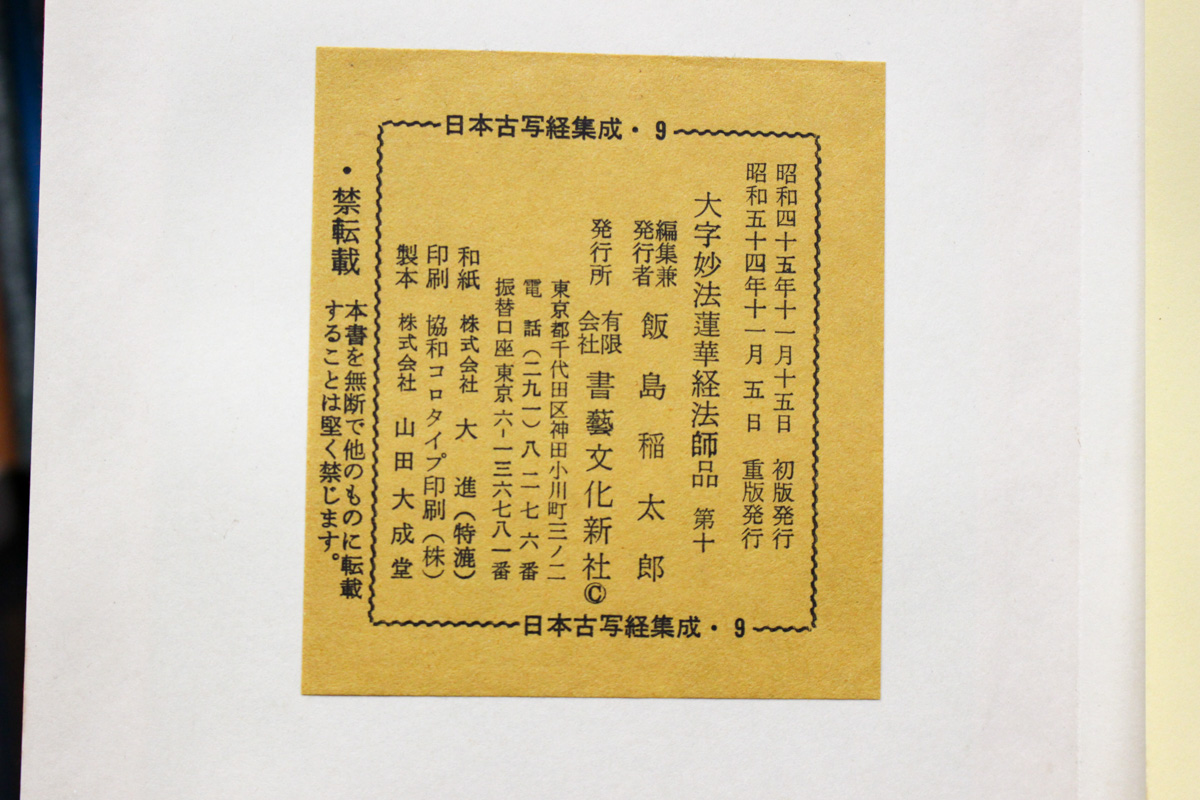 日本古写経集成・9
昭和四十五年十一月十五日 初版発行
昭和五十四年十一月五日 重版発行
大字妙法蓮華経法師品 第十
編集兼
発行者 飯島稲太郎
発行所 有限会社 書藝文化新社©
東京都千代田区神田小川町三ノ二
電話(二九一)八二一七六番
振替口座東京六-一三六七八一番
和紙 株式会社 大進(特漉)
印刷 協和コロタイプ印刷(株)
製本 株式会社 山田大成堂
日本古写経集成・9
・禁転載 本書を無断で他のものに転載
することは堅く禁じます。